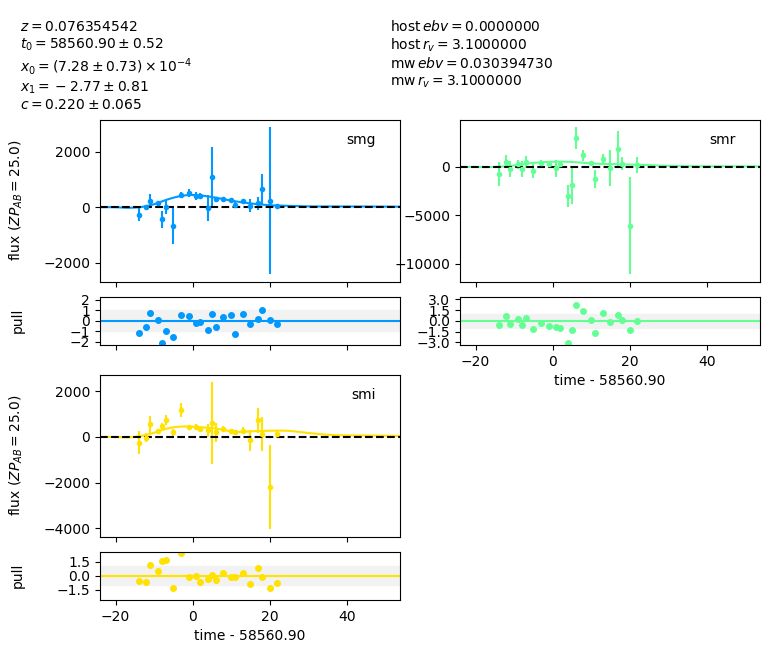 z = 0.076354542
t₀ = 58560.90 ± 0.52
x₀ = (7.28 ± 0.73) × 10⁻⁴
x₁ = −2.77 ± 0.81
c = 0.220 ± 0.065
host ebv = 0.0000000
host r_v = 3.1000000
mw ebv = 0.030394730
mw r_v = 3.1000000
smg
flux (ZP_AB = 25.0)
2000
0
−2000
pull
2
1
0
−1
−2
smr
0
−5000
−10000
3.0
1.5
0.0
−1.5
−3.0
−20
0
20
40
time - 58560.90
smi
flux (ZP_AB = 25.0)
2000
0
−2000
−4000
pull
1.5
0.0
−1.5
−20
0
20
40
time - 58560.90